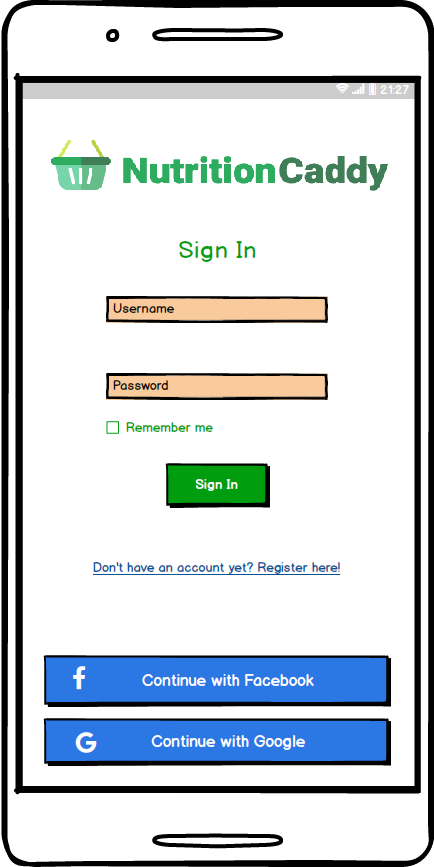 21:27
NutritionCaddy
Sign In
Username
Password
Remember me
Sign In
Don't have an account yet? Register here!
f Continue with Facebook
G Continue with Google